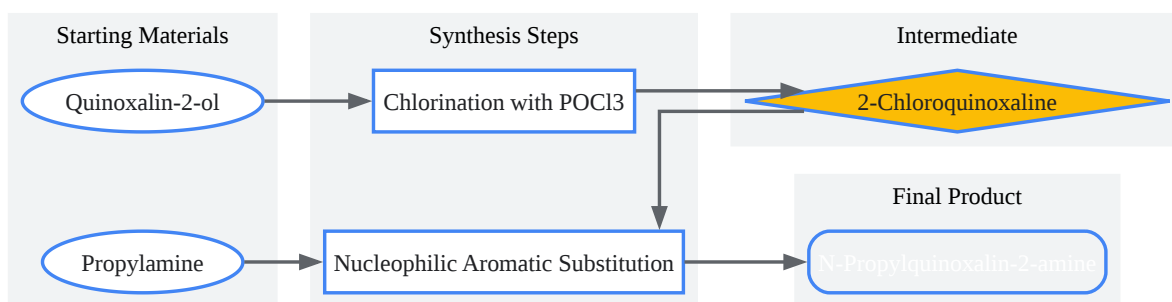 Starting Materials
Synthesis Steps
Intermediate
Quinoxalin-2-ol
Chlorination with POCl3
2-Chloroquinoxaline
Final Product
Propylamine
Nucleophilic Aromatic Substitution
N-Propylquinoxalin-2-amine